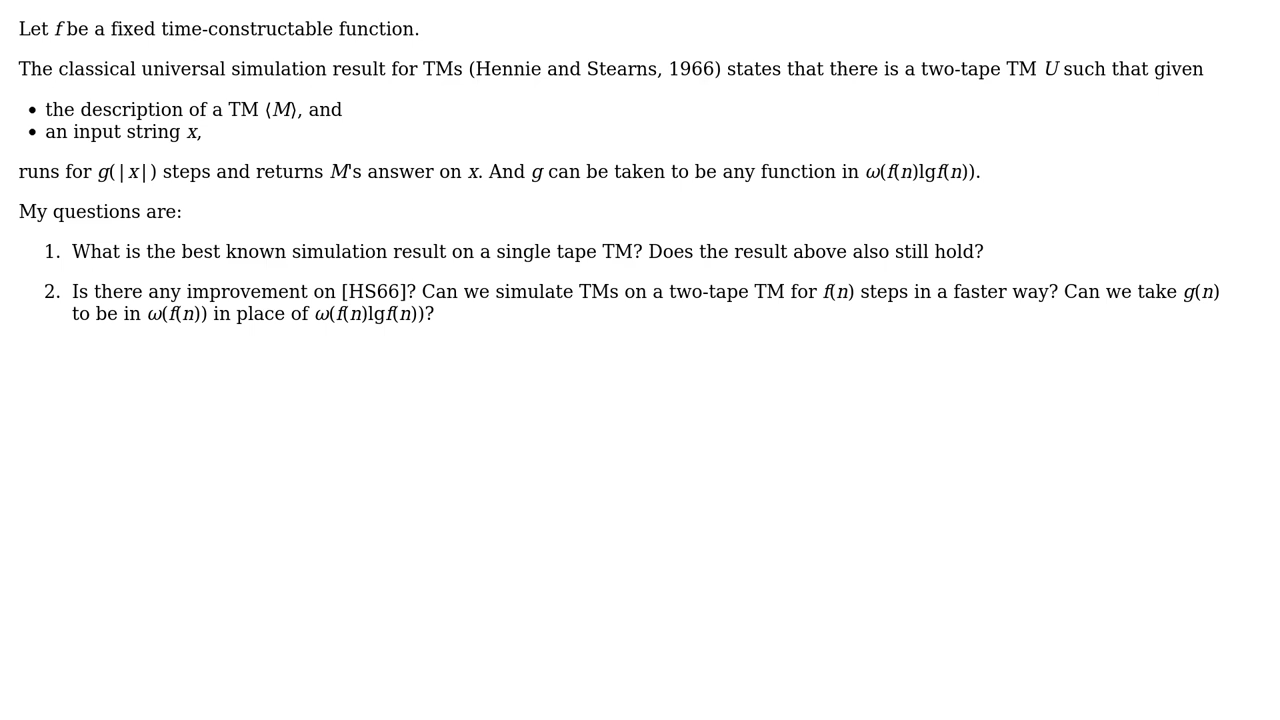 Let f be a fixed time-constructable function.
The classical universal simulation result for TMs (Hennie and Stearns, 1966) states that there is a two-tape TM U such that given
• the description of a TM ⟨M⟩, and
• an input string x,
runs for g(|x|) steps and returns M's answer on x. And g can be taken to be any function in ω(f(n)lgf(n)).
My questions are:
1. What is the best known simulation result on a single tape TM? Does the result above also still hold?
2. Is there any improvement on [HS66]? Can we simulate TMs on a two-tape TM for f(n) steps in a faster way? Can we take g(n)
to be in ω(f(n)) in place of ω(f(n)lgf(n))?